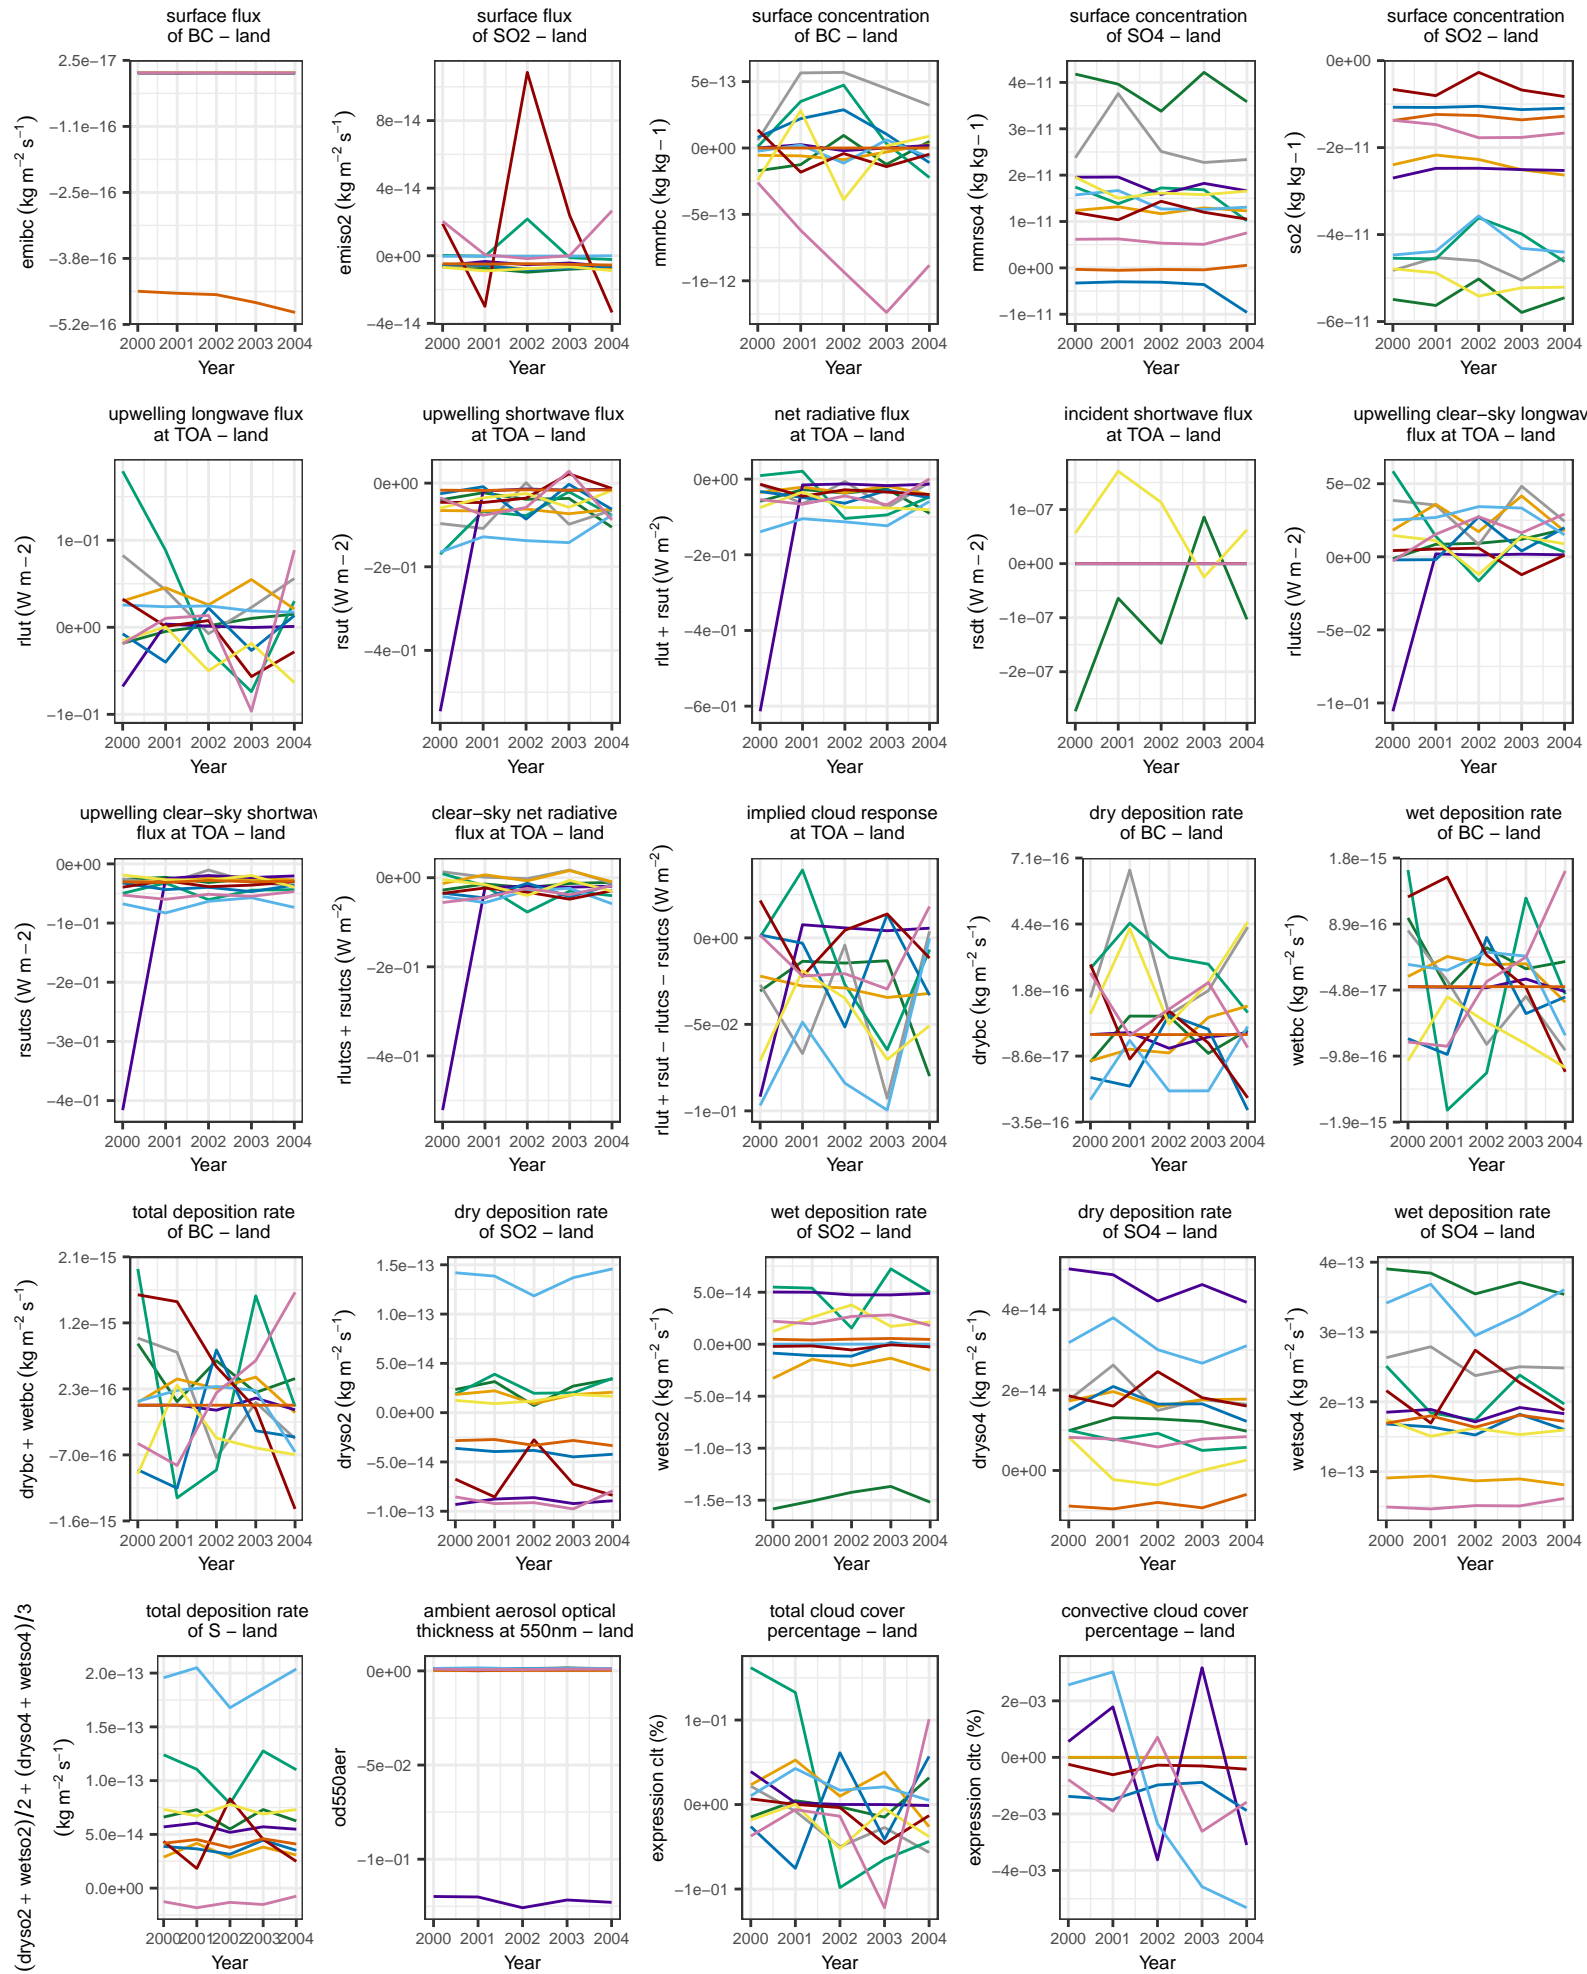 surface flux
of BC − land
surface flux
of SO2 − land
surface concentration
of BC − land
surface concentration
of SO4 − land
surface concentration
of SO2 − land
emibc (kg m−2 s−1)
2.5e−17
−1.1e−16
−2.5e−16
−3.8e−16
−5.2e−16
2000 2001 2002 2003 2004
Year
emiso2 (kg m−2 s−1)
8e−14
4e−14
0e+00
−4e−14
2000 2001 2002 2003 2004
Year
mmrbc (kg kg−1)
5e−13
0e+00
−5e−13
−1e−12
2000 2001 2002 2003 2004
Year
mmrso4 (kg kg−1)
4e−11
3e−11
2e−11
1e−11
0e+00
−1e−11
2000 2001 2002 2003 2004
Year
so2 (kg kg−1)
0e+00
−2e−11
−4e−11
−6e−11
2000 2001 2002 2003 2004
Year
upwelling longwave flux
at TOA − land
upwelling shortwave flux
at TOA − land
net radiative flux
at TOA − land
incident shortwave flux
at TOA − land
upwelling clear−sky longwav
flux at TOA − land
rlut (W m−2)
1e−01
0e+00
−1e−01
2000 2001 2002 2003 2004
Year
rsut (W m−2)
0e+00
−2e−01
−4e−01
2000 2001 2002 2003 2004
Year
rlut + rsut (W m−2)
0e+00
−2e−01
−4e−01
−6e−01
2000 2001 2002 2003 2004
Year
rsdt (W m−2)
1e−07
0e+00
−1e−07
−2e−07
2000 2001 2002 2003 2004
Year
rlutcs (W m−2)
5e−02
0e+00
−5e−02
−1e−01
2000 2001 2002 2003 2004
Year
upwelling clear−sky shortwav
flux at TOA − land
clear−sky net radiative
flux at TOA − land
implied cloud response
at TOA − land
dry deposition rate
of BC − land
wet deposition rate
of BC − land
rsutcs (W m−2)
0e+00
−1e−01
−2e−01
−3e−01
−4e−01
2000 2001 2002 2003 2004
Year
rlutcs + rsutcs (W m−2)
0e+00
−2e−01
−4e−01
2000 2001 2002 2003 2004
Year
rlut + rsut − rlutcs − rsutcs (W m−2)
0e+00
−5e−02
−1e−01
2000 2001 2002 2003 2004
Year
drybc (kg m−2 s−1)
7.1e−16
4.4e−16
1.8e−16
−8.6e−17
−3.5e−16
2000 2001 2002 2003 2004
Year
wetbc (kg m−2 s−1)
1.8e−15
8.9e−16
−4.8e−17
−9.8e−16
−1.9e−15
2000 2001 2002 2003 2004
Year
total deposition rate
of BC − land
dry deposition rate
of SO2 − land
wet deposition rate
of SO2 − land
dry deposition rate
of SO4 − land
wet deposition rate
of SO4 − land
drybc + wetbc (kg m−2 s−1)
2.1e−15
1.2e−15
2.3e−16
−7.0e−16
−1.6e−15
2000 2001 2002 2003 2004
Year
dryso2 (kg m−2 s−1)
1.5e−13
1.0e−13
5.0e−14
0.0e+00
−5.0e−14
−1.0e−13
2000 2001 2002 2003 2004
Year
wetso2 (kg m−2 s−1)
5.0e−14
0.0e+00
−5.0e−14
−1.0e−13
−1.5e−13
2000 2001 2002 2003 2004
Year
dryso4 (kg m−2 s−1)
4e−14
2e−14
0e+00
2000 2001 2002 2003 2004
Year
wetso4 (kg m−2 s−1)
4e−13
3e−13
2e−13
1e−13
2000 2001 2002 2003 2004
Year
total deposition rate
of S − land
ambient aerosol optical
thickness at 550nm − land
total cloud cover
percentage − land
convective cloud cover
percentage − land
(dryso2 + wetso2)/2 + (dryso4 + wetso4)/3
(kg m−2 s−1)
2.0e−13
1.5e−13
1.0e−13
5.0e−14
0.0e+00
2000 2001 2002 2003 2004
Year
od550aer
0e+00
−5e−02
−1e−01
2000 2001 2002 2003 2004
Year
expression clt (%)
1e−01
0e+00
−1e−01
2000 2001 2002 2003 2004
Year
expression cltc (%)
2e−03
0e+00
−2e−03
−4e−03
2000 2001 2002 2003 2004
Year